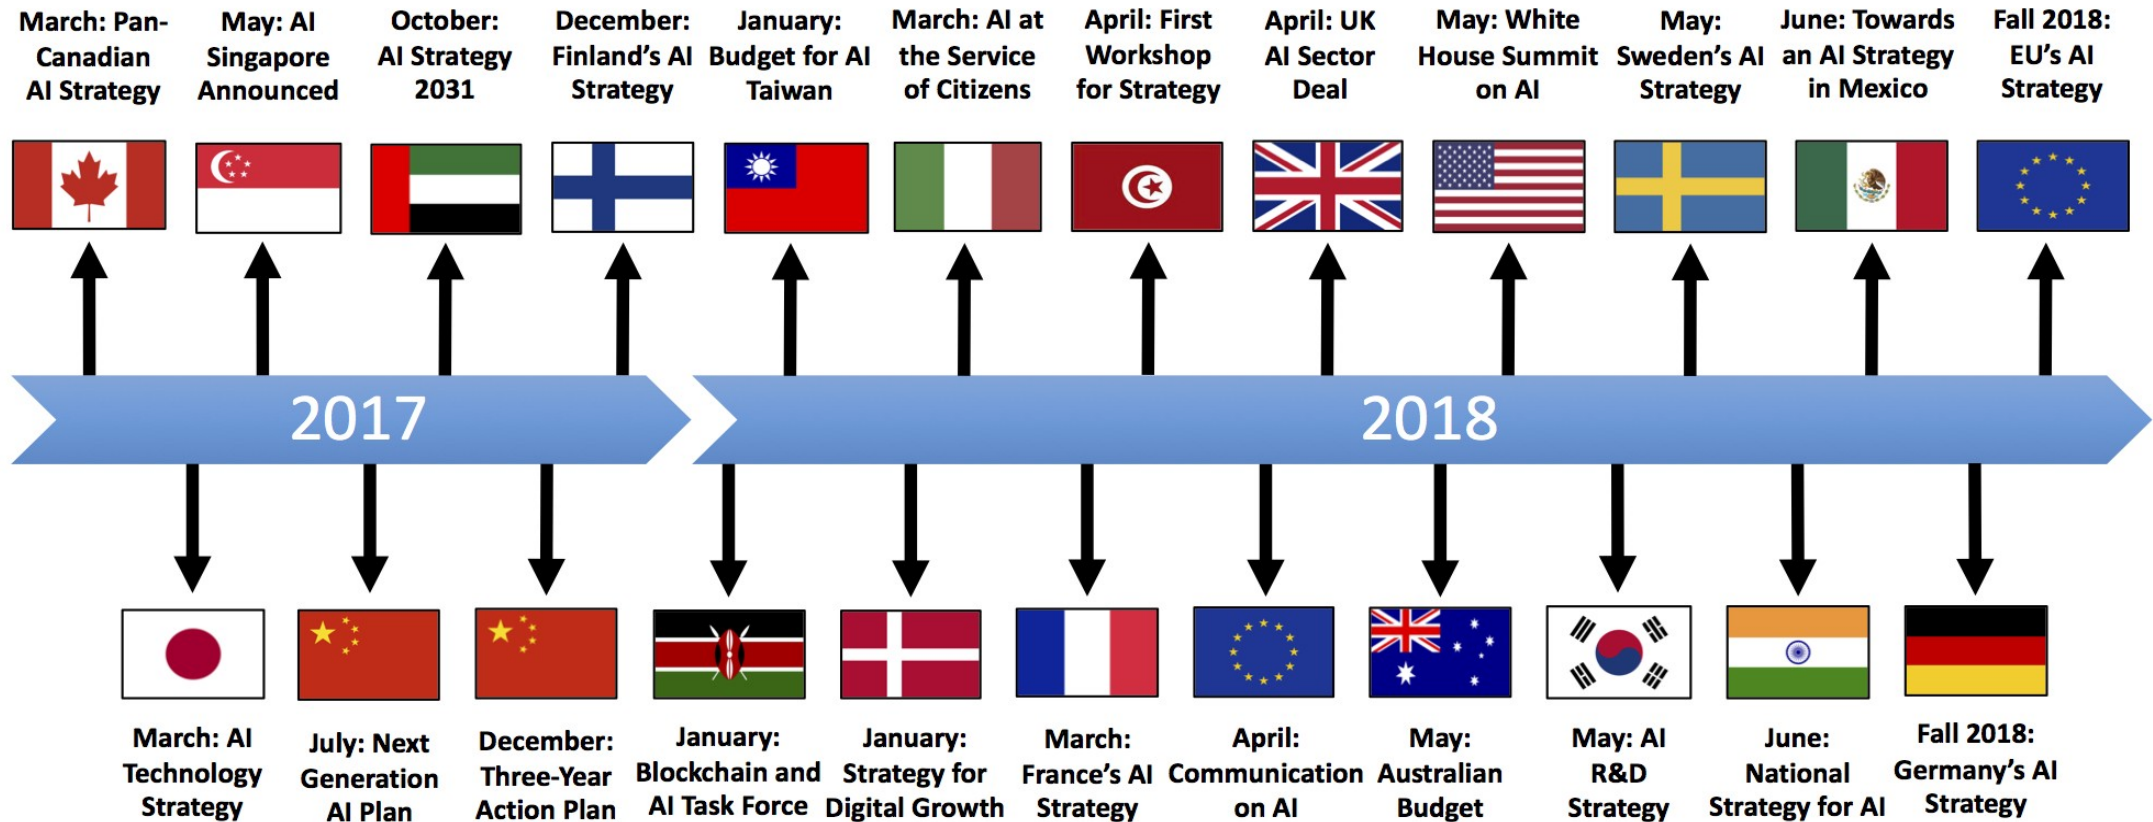 March: Pan-
Canadian
AI Strategy
May: AI
Singapore
Announced
October:
AI Strategy
2031
December:
Finland's AI
Strategy
January:
Budget for AI
Taiwan
March: AI at
the Service
of Citizens
April: First
Workshop
for Strategy
April: UK
AI Sector
Deal
May: White
House Summit
on AI
May:
Sweden's AI
Strategy
June: Towards
an AI Strategy
in Mexico
Fall 2018:
EU's AI
Strategy
2017
2018
March: AI
Technology
Strategy
July: Next
Generation
AI Plan
December:
Three-Year
Action Plan
January:
Blockchain and
AI Task Force
January:
Strategy for
Digital Growth
March:
France's AI
Strategy
April:
Communication
on AI
May:
Australian
Budget
May: AI
R&D
Strategy
June:
National
Strategy for AI
Fall 2018:
Germany's AI
Strategy